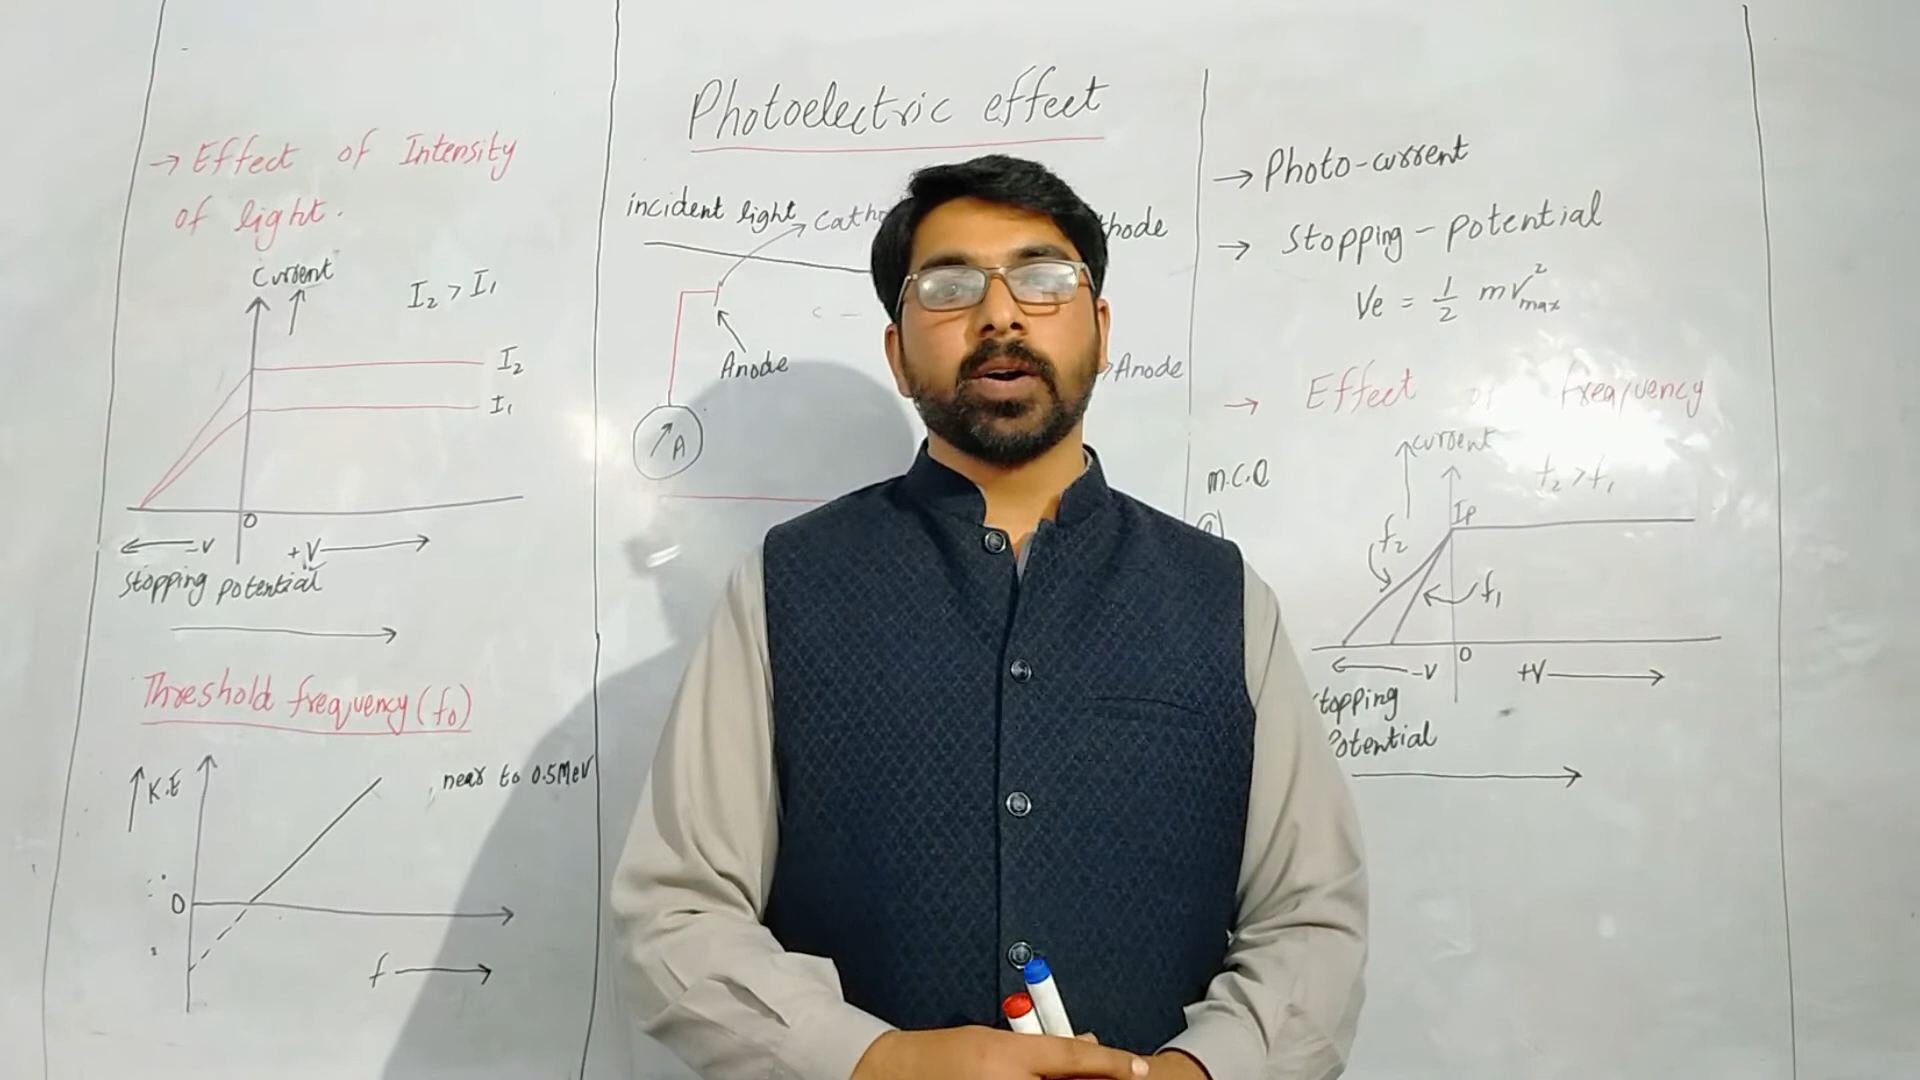 → Effect of Intensity
of light.
Current
I₂ > I₁
I₂
I₁
0
-V
+V
Stopping potential
Threshold frequency (f₀)
K.E
near to 0.5MeV
0
f
Photoelectric effect
incident light
Anode
A
Anode
→ Photo-current
→ Stopping-potential
Ve = 1/2 mv²max
→ Effect of frequency
m.C.Q
current
f₂ > f₁
Ip
f₂
f₁
0
-V
+V
Potential